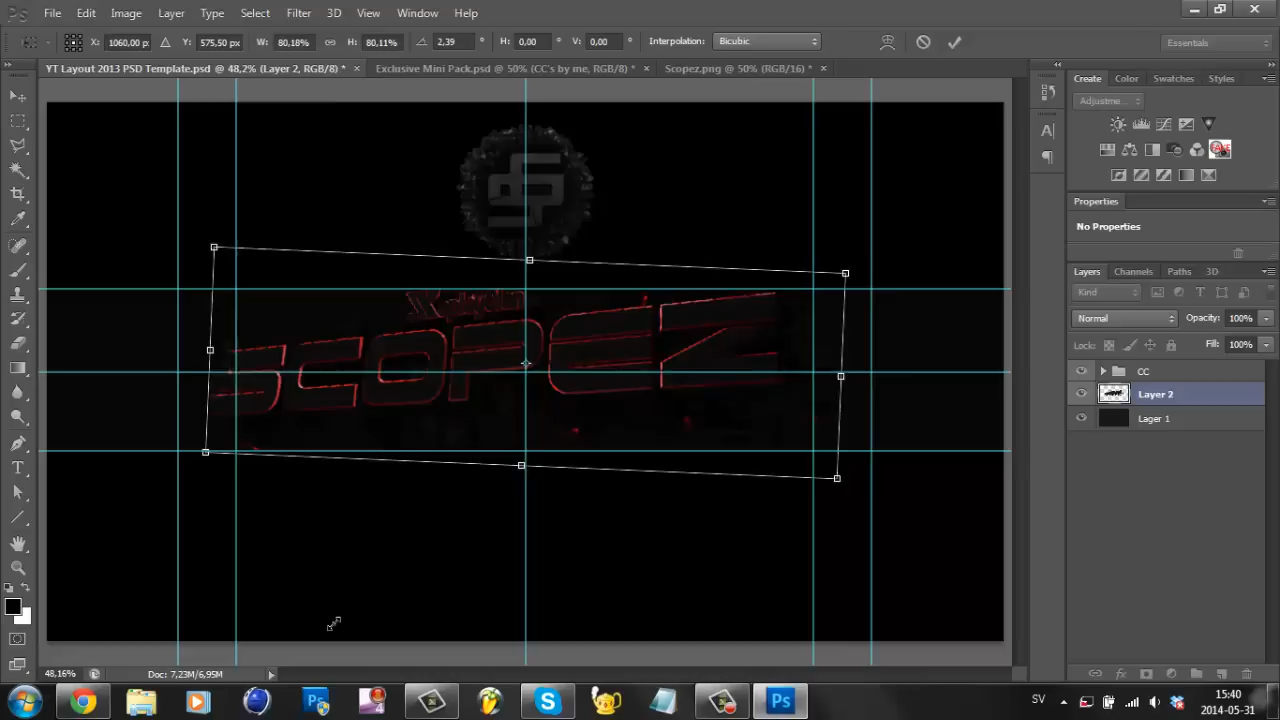 Ps File Edit Image Layer Type Select Filter 3D View Window Help
X: 1060,00 px Y: 575,50 px W: 80,18% H: 80,11% 2,39 ° H: 0,00 ° V: 0,00 ° Interpolation: Bicubic Essentials
YT Layout 2013 PSD Template.psd @ 48,2% (Layer 2, RGB/8) * × Exclusive Mini Pack.psd @ 50% (CC's by me, RGB/8) * × Scopez.png @ 50% (RGB/16) * ×
Create Color Swatches Styles
Adjustme...
Properties
No Properties
Layers Channels Paths 3D
Kind
Normal Opacity: 100%
Lock: Fill: 100%
CC
Layer 2
Lager 1
SCOPEZ
48,16% Doc: 7,23M/6,95M
SV 15:40
2014-05-31